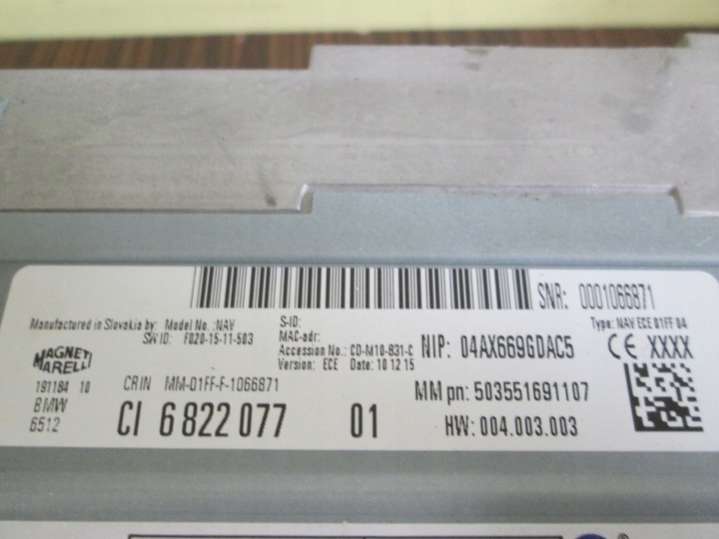 SNR: 0001066871
Manufactured in Slovakia by: Model No.: NAV
SW ID: F020-15-11-503
S-ID:
MAC-adr:
Accession No.: CD-M10-831-C
Version: ECE Date: 10 12 15
NIP: 04AX669GDAC5
Type: NAV ECE 01FF 04
CE XXXX
MAGNETI MARELLI
191184 10
BMW
6512
CRIN MM-01FF-F-1066871
CI 6 822 077 01
MM pn: 503551691107
HW: 004.003.003